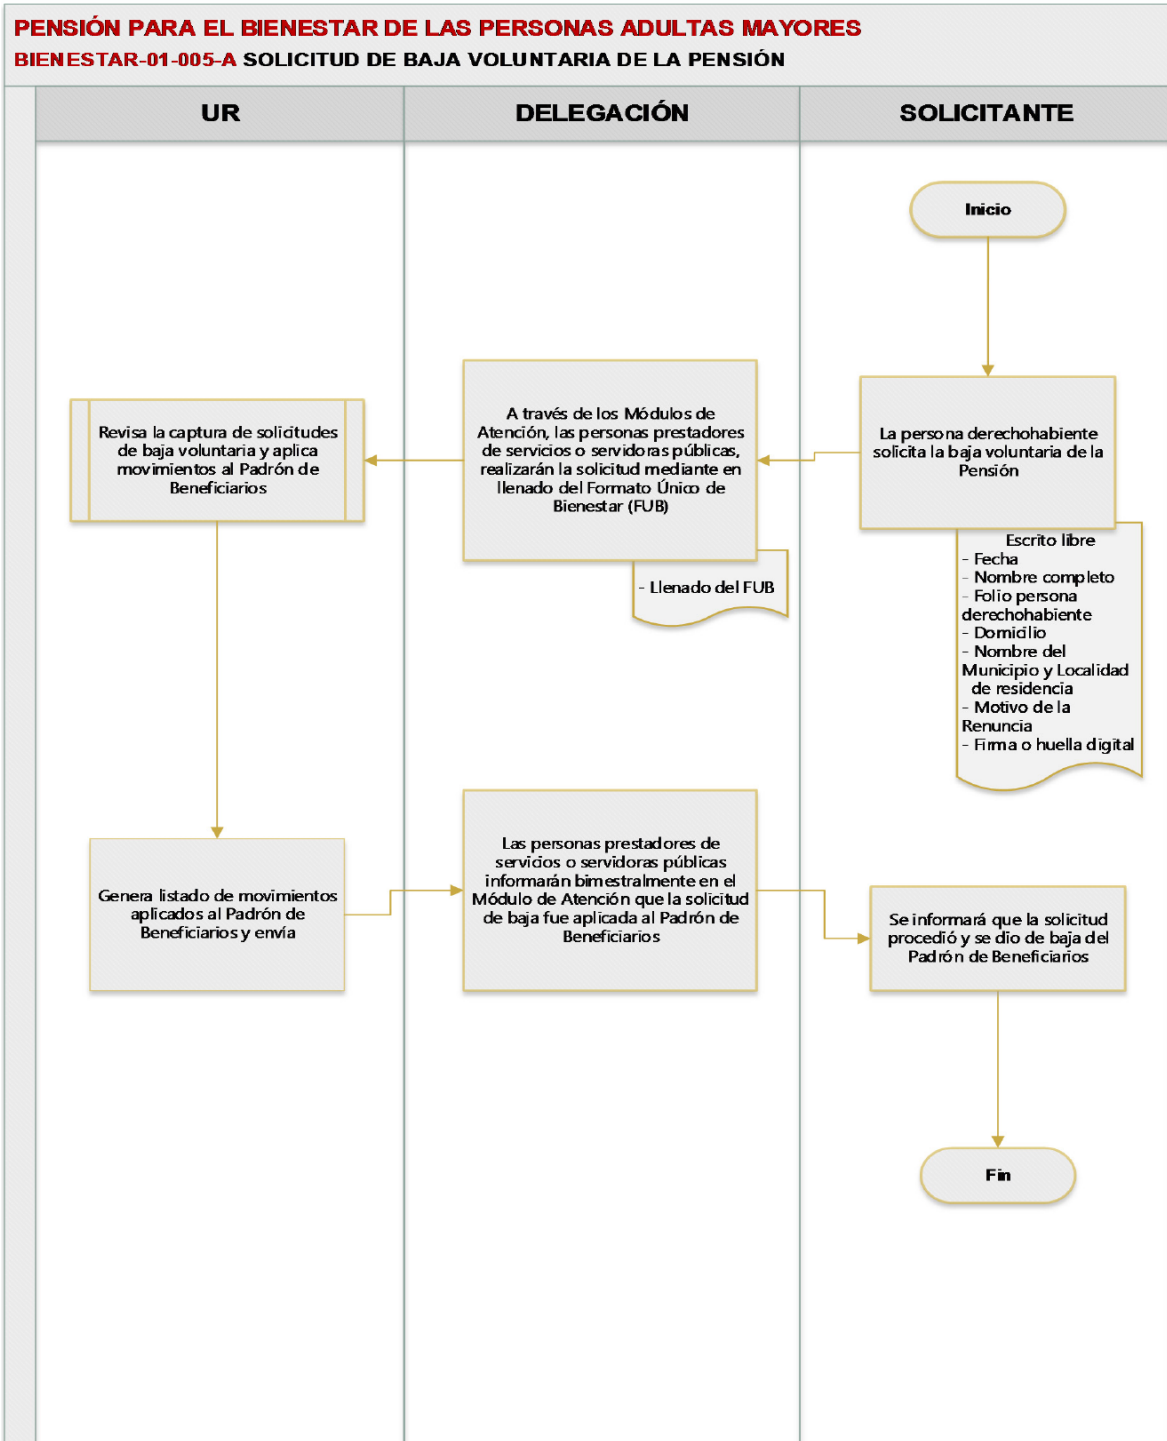 PENSIÓN PARA EL BIENESTAR DE LAS PERSONAS ADULTAS MAYORES
BIENESTAR-01-005-A SOLICITUD DE BAJA VOLUNTARIA DE LA PENSIÓN
UR
DELEGACIÓN
SOLICITANTE
Inicio
La persona derechohabiente
solicita la baja voluntaria de la
Pensión
Escrito libre
- Fecha
- Nombre completo
- Folio persona
derechohabiente
- Domicilio
- Nombre del
Municipio y Localidad
de residencia
- Motivo de la
Renuncia
- Firma o huella digital
A través de los Módulos de
Atención, las personas prestadores
de servicios o servidoras públicas,
realizarán la solicitud mediante en
llenado del Formato Único de
Bienestar (FUB)
- Llenado del FUB
Revisa la captura de solicitudes
de baja voluntaria y aplica
movimientos al Padrón de
Beneficiarios
Genera listado de movimientos
aplicados al Padrón de
Beneficiarios y envía
Las personas prestadores de
servicios o servidoras públicas
informarán bimestralmente en el
Módulo de Atención que la solicitud
de baja fue aplicada al Padrón de
Beneficiarios
Se informará que la solicitud
procedió y se dio de baja del
Padrón de Beneficiarios
Fin